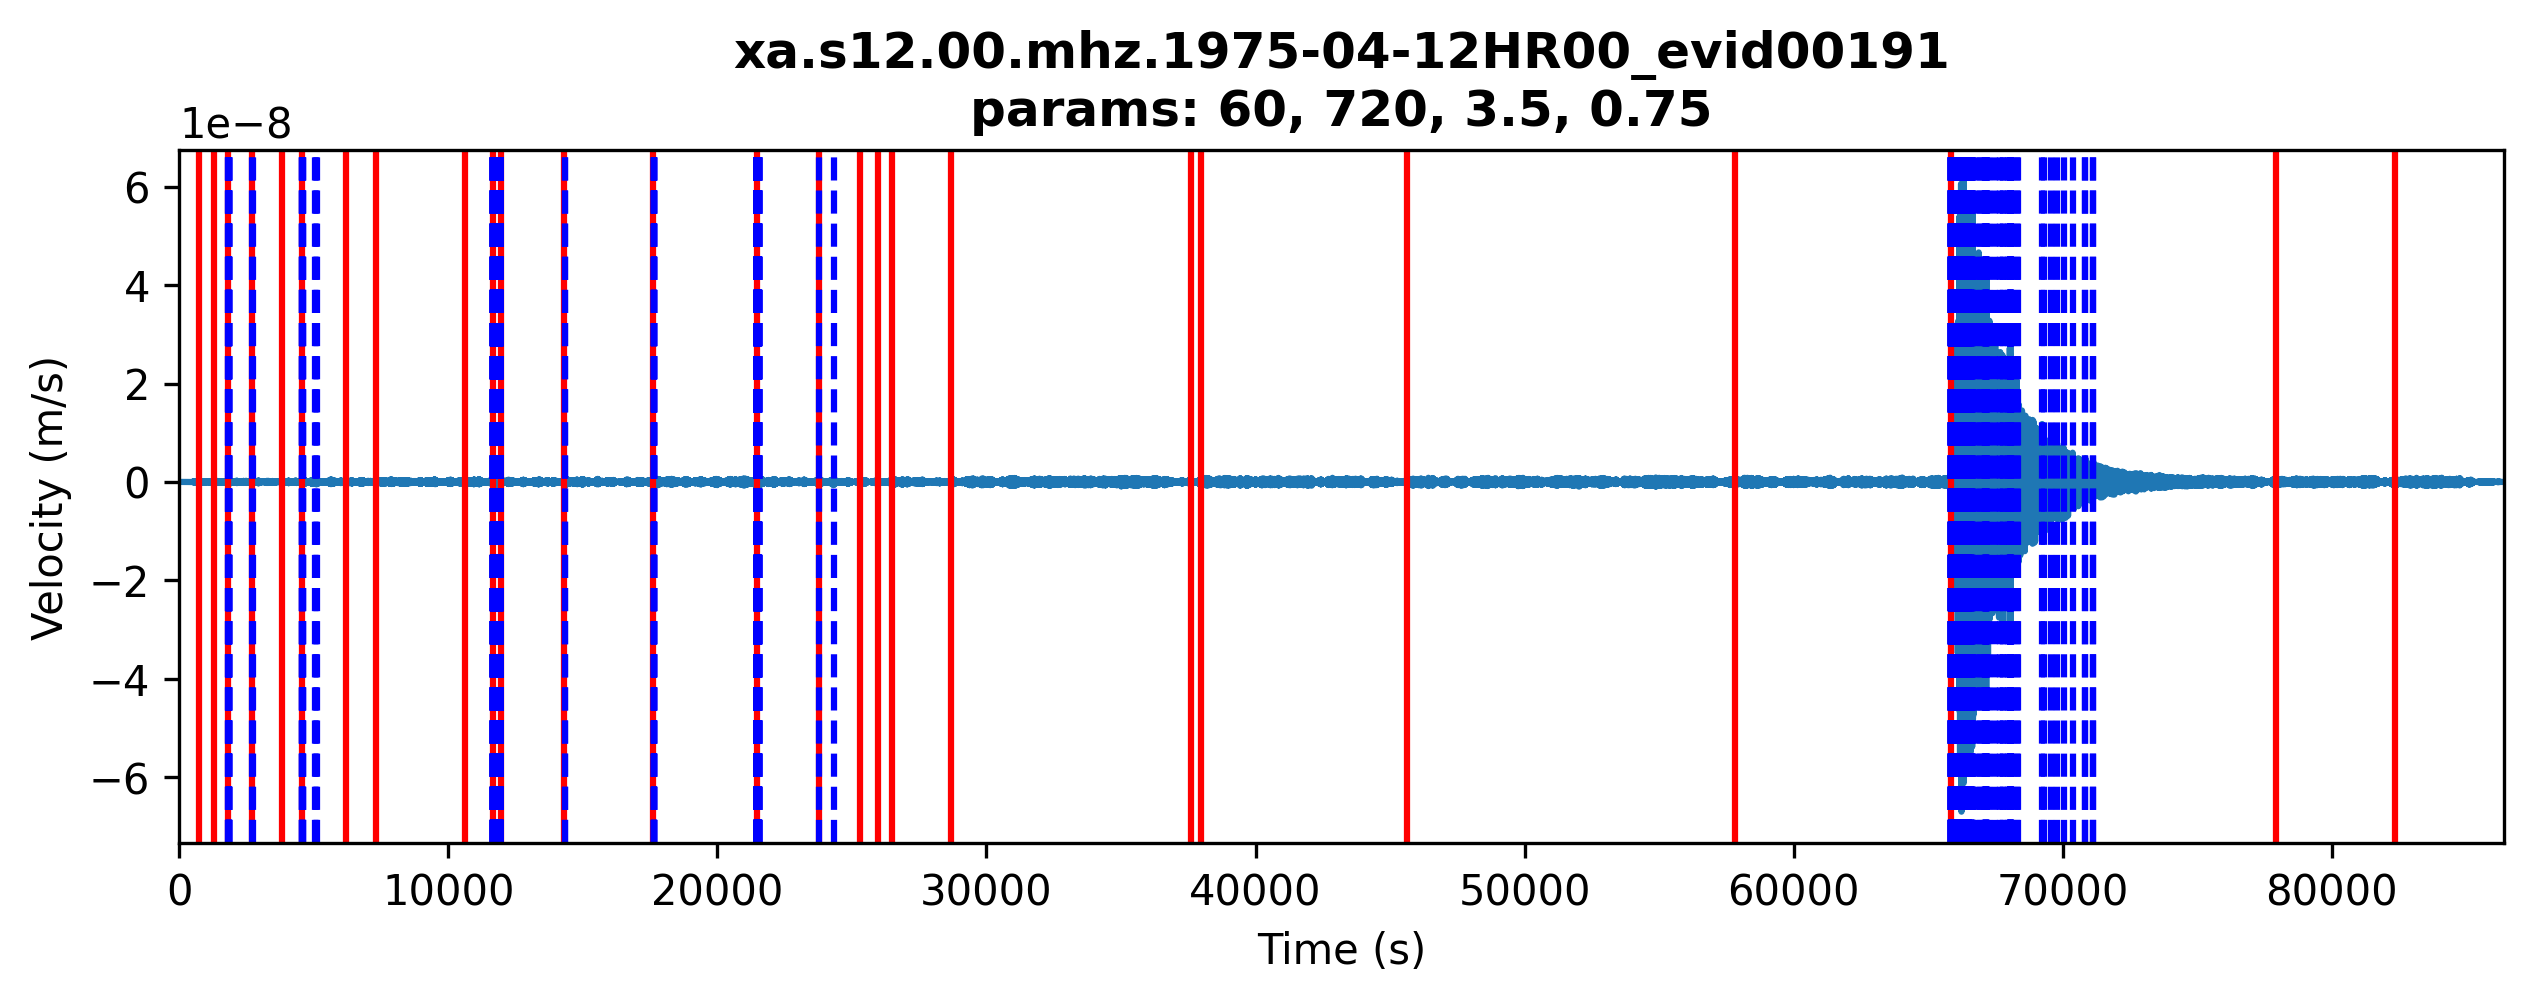 xa.s12.00.mhz.1975-04-12HR00_evid00191
params: 60, 720, 3.5, 0.75
1e−8
6
4
2
0
−2
−4
−6
Velocity (m/s)
0 10000 20000 30000 40000 50000 60000 70000 80000
Time (s)